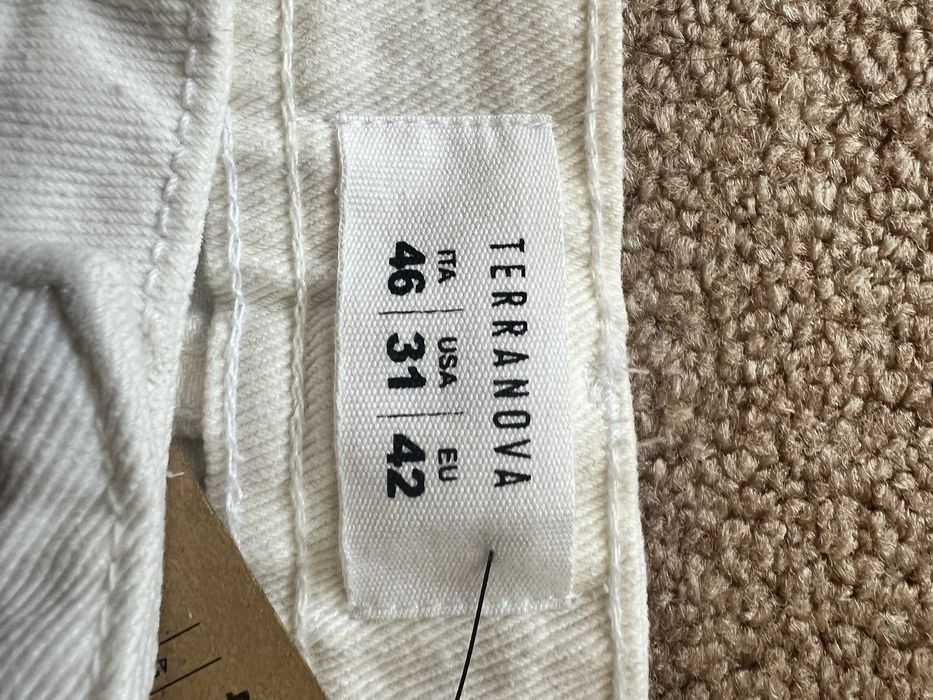 TERRANOVA
ITA | USA | EU
46 | 31 | 42